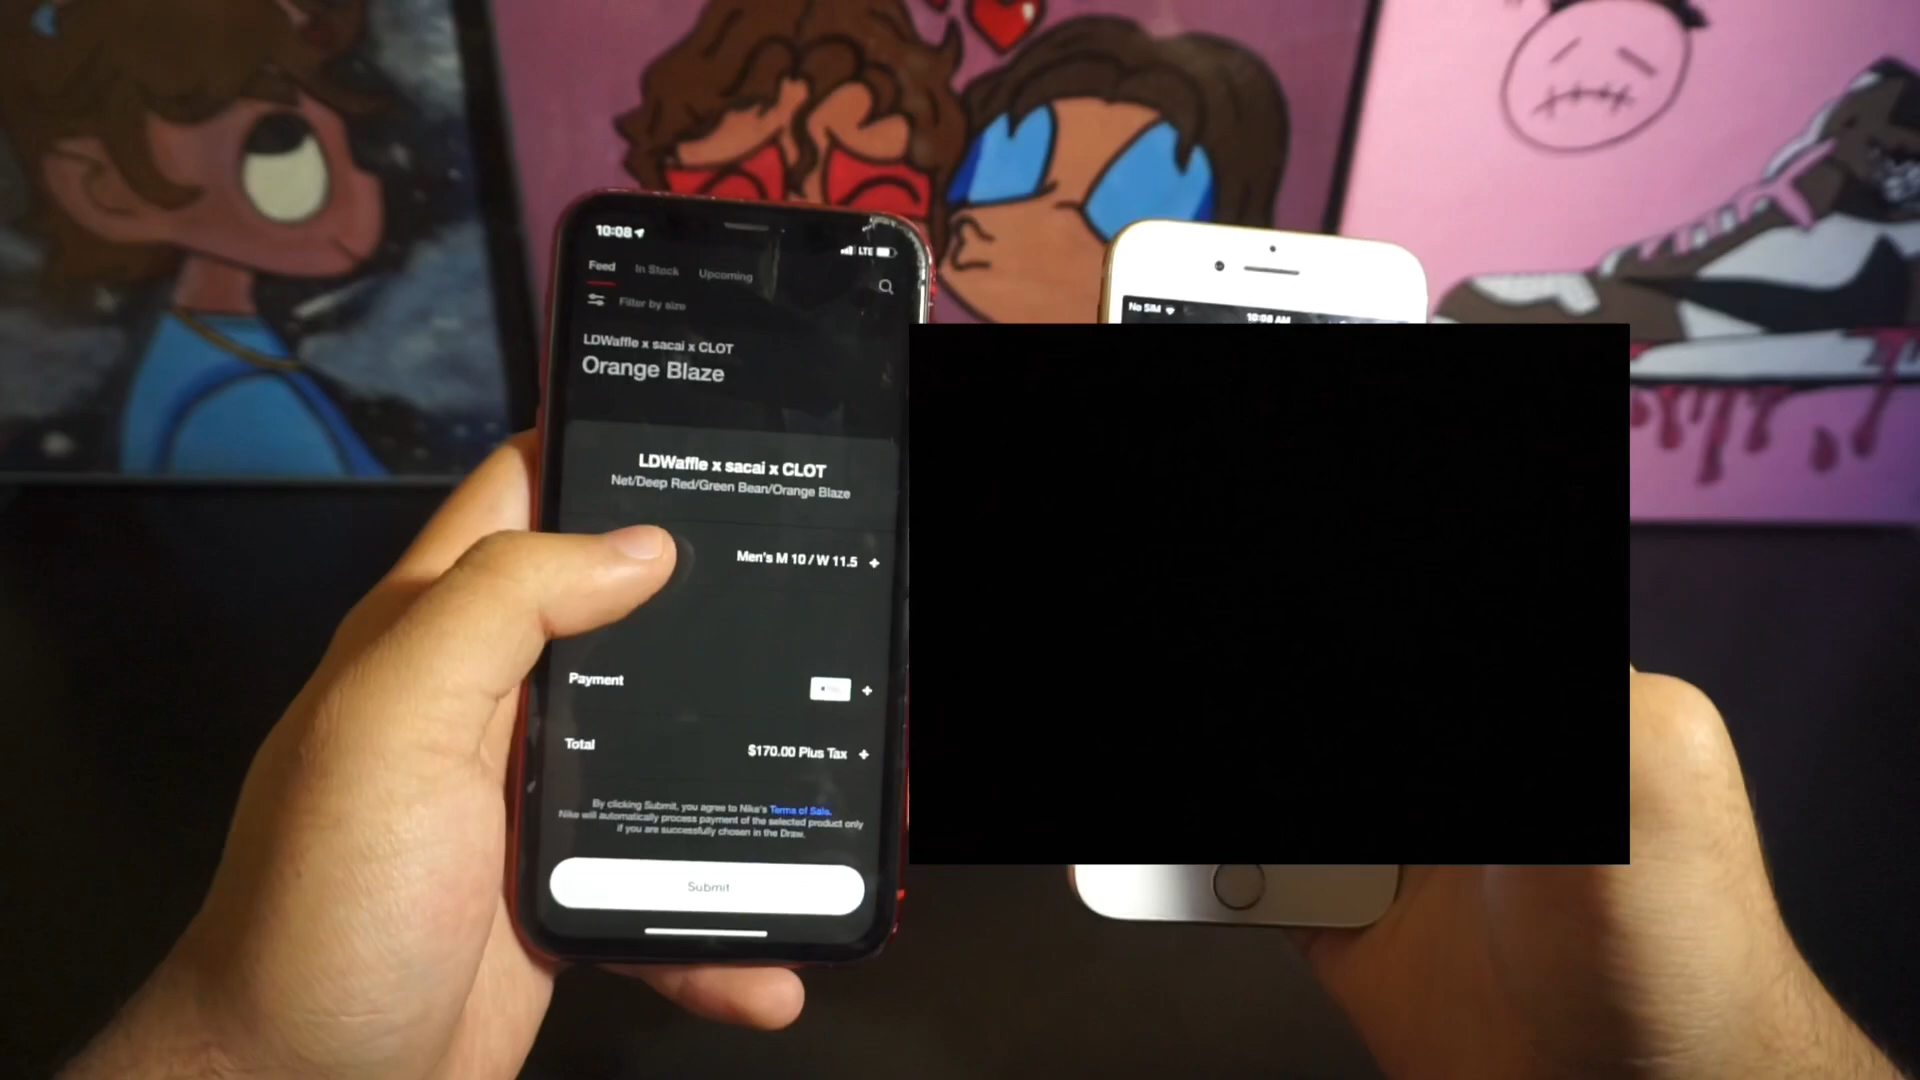 10:08
LTE
Feed
In Stock
Upcoming
Filter by size
LDWaffle x sacai x CLOT
Orange Blaze
LDWaffle x sacai x CLOT
Net/Deep Red/Green Bean/Orange Blaze
Men's M 10 / W 11.5
Payment
Total
$170.00 Plus Tax
By clicking Submit, you agree to Nike's Terms of Sale.
Nike will automatically process payment of the selected product only
if you are successfully chosen in the Draw.
Submit
No SIM
10:08 AM